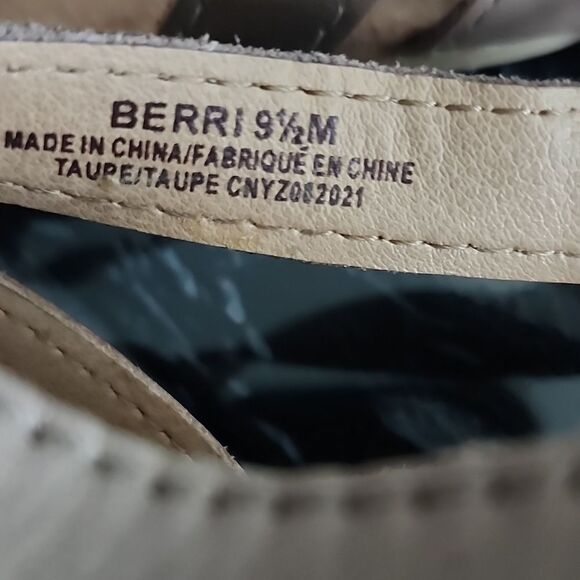 BERRI 9½M
MADE IN CHINA/FABRIQUÉ EN CHINE
TAUPE/TAUPE CNYZ082021